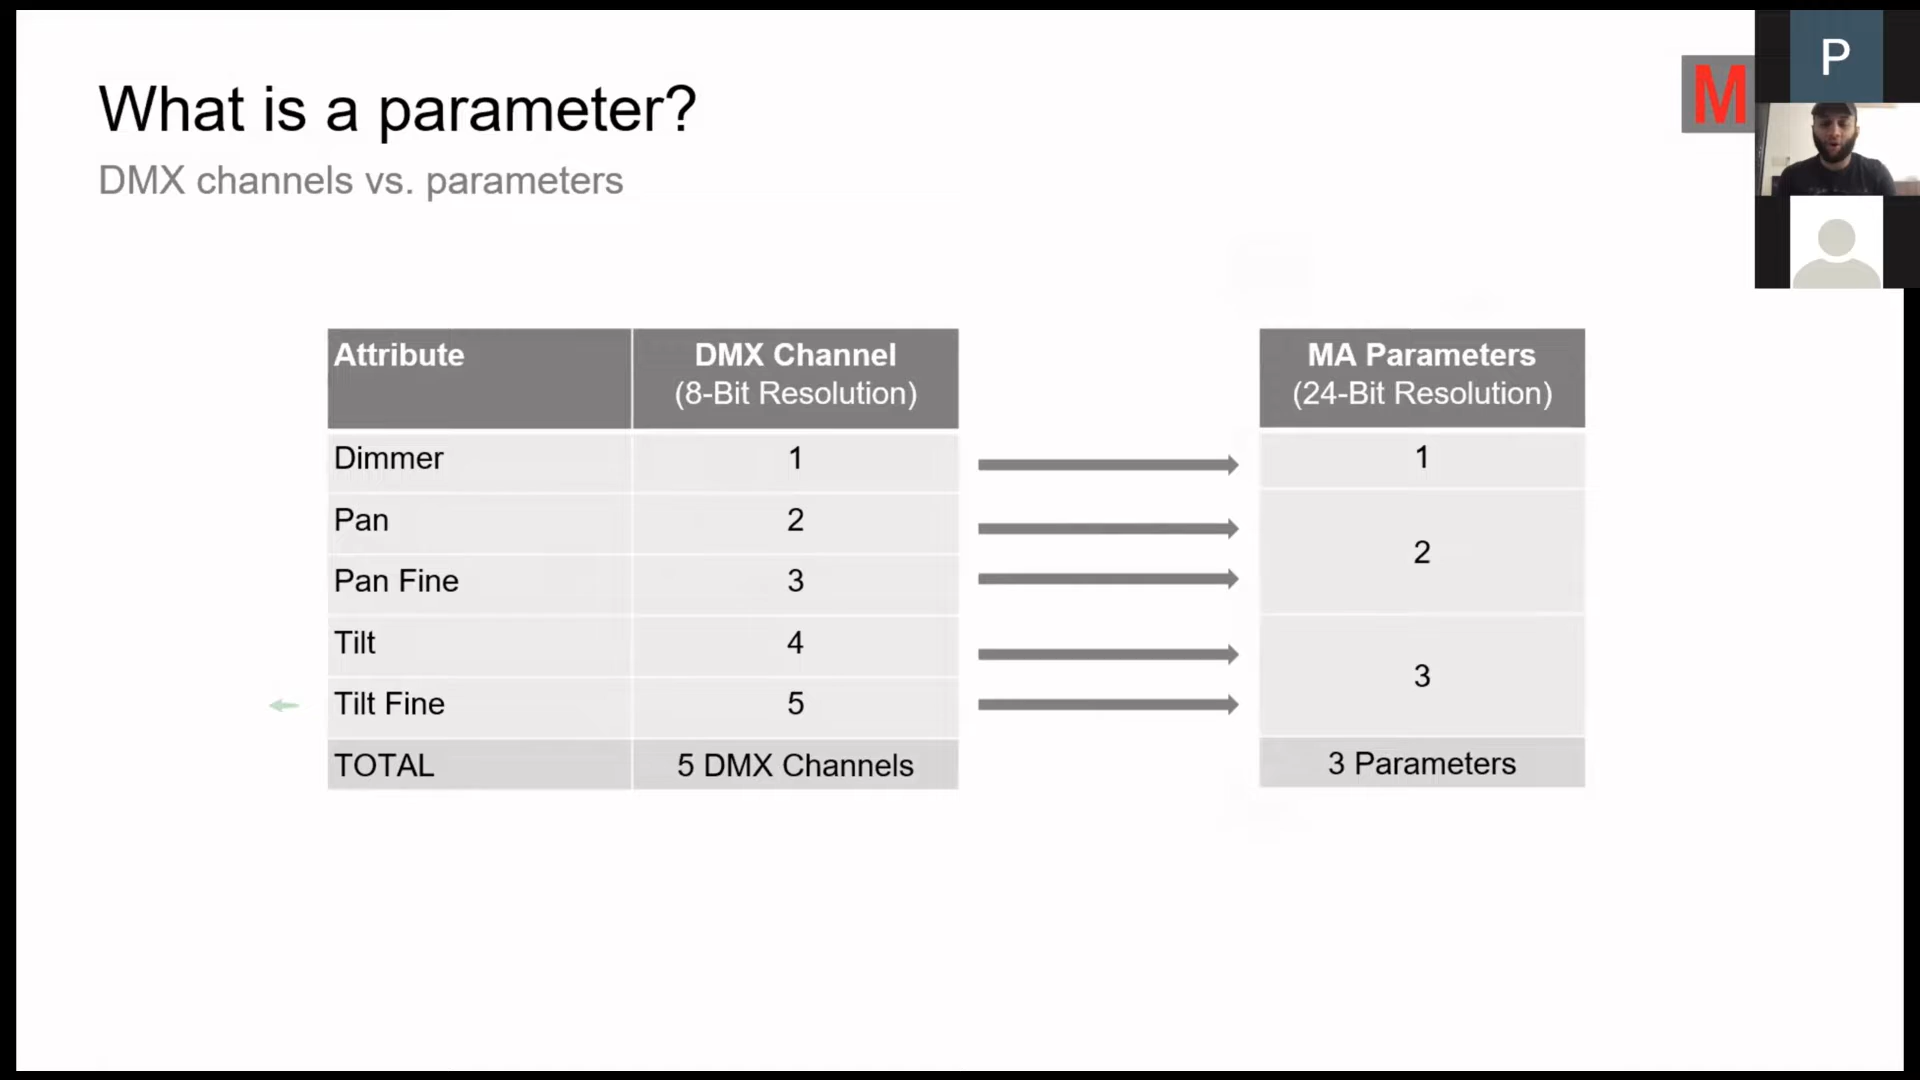 What is a parameter?
DMX channels vs. parameters
M
P
Attribute
DMX Channel
(8-Bit Resolution)
MA Parameters
(24-Bit Resolution)
Dimmer
1
1
Pan
2
2
Pan Fine
3
Tilt
4
3
Tilt Fine
5
TOTAL
5 DMX Channels
3 Parameters